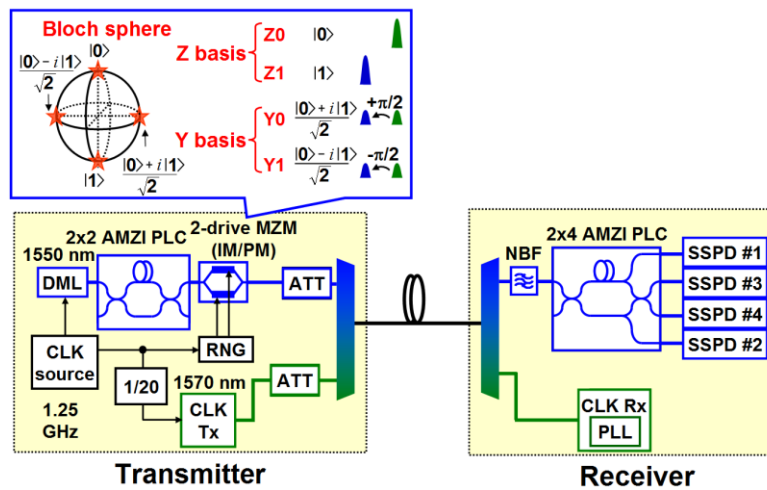 Bloch sphere
|0>
|0> - i |1>
√2
|1>
|0> + i |1>
√2
Z basis
Z0 |0>
Z1 |1>
Y basis
Y0 |0> + i |1> +π/2
√2
Y1 |0> - i |1> -π/2
√2
2x2 AMZI PLC
2-drive MZM
(IM/PM)
1550 nm
DML
ATT
CLK
source
RNG
1/20
1570 nm
ATT
CLK
Tx
1.25
GHz
Transmitter
2x4 AMZI PLC
NBF
SSPD #1
SSPD #3
SSPD #4
SSPD #2
CLK Rx
PLL
Receiver